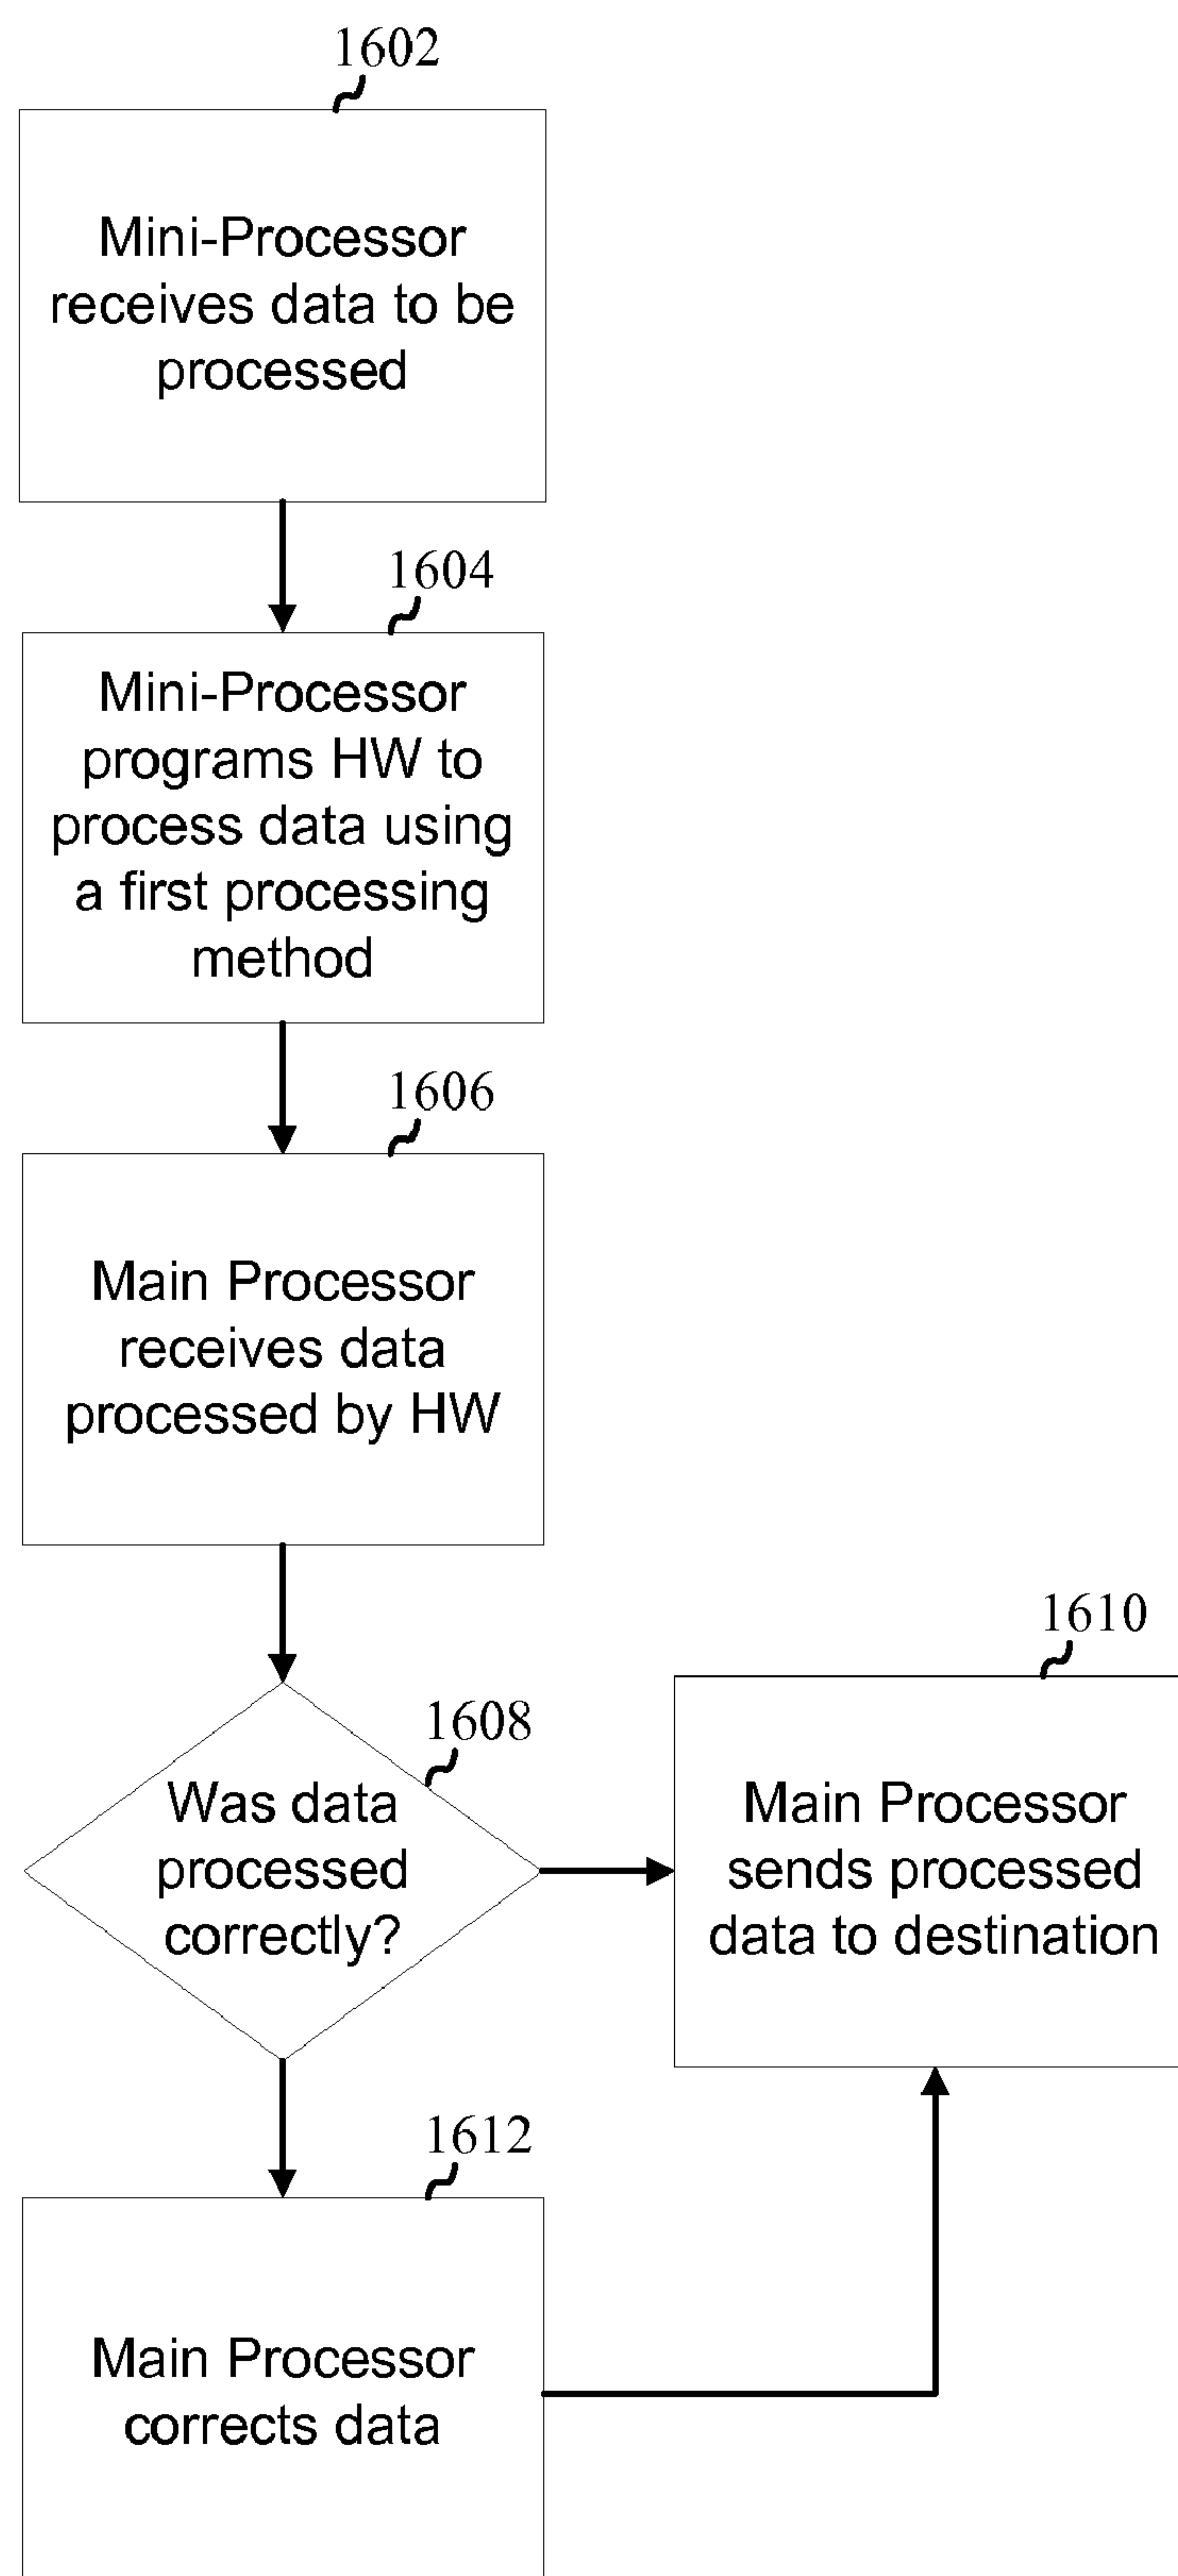 1602
Mini-Processor
receives data to be
processed
1604
Mini-Processor
programs HW to
process data using
a first processing
method
1606
Main Processor
receives data
processed by HW
1608
Was data
processed
correctly?
1610
Main Processor
sends processed
data to destination
1612
Main Processor
corrects data